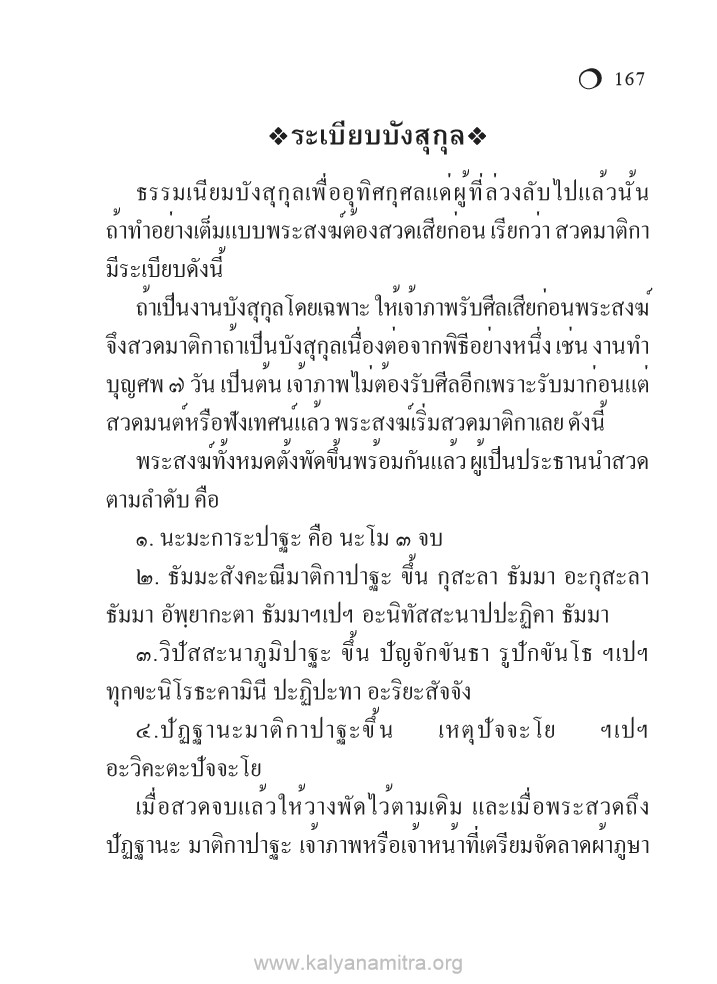 ❍ 167
❖ระเบียบบังสุกุล❖
ธรรมเนียมบังสุกุลเพื่ออุทิศกุศลแด่ผู้ที่ล่วงลับไปแล้วนั้น
ถ้าทำอย่างเต็มแบบพระสงฆ์ต้องสวดเสียก่อน เรียกว่า สวดมาติกา
มีระเบียบดังนี้
ถ้าเป็นงานบังสุกุลโดยเฉพาะ ให้เจ้าภาพรับศีลเสียก่อนพระสงฆ์
จึงสวดมาติกาถ้าเป็นบังสุกุลเนื่องต่อจากพิธีอย่างหนึ่ง เช่น งานทำ
บุญศพ ๗ วัน เป็นต้น เจ้าภาพไม่ต้องรับศีลอีกเพราะรับมาก่อนแต่
สวดมนต์หรือฟังเทศน์แล้ว พระสงฆ์เริ่มสวดมาติกาเลย ดังนี้
พระสงฆ์ทั้งหมดตั้งพัดขึ้นพร้อมกันแล้ว ผู้เป็นประธานนำสวด
ตามลำดับ คือ
๑. นะมะการะปาฐะ คือ นะโม ๓ จบ
๒. ธัมมะสังคะณีมาติกาปาฐะ ขึ้น กุสะลา ธัมมา อะกุสะลา
ธัมมา อัพฺยากะตา ธัมมาฯเปฯ อะนิทัสสะนาปปะฏิคา ธัมมา
๓.วิปัสสะนาภูมิปาฐะ ขึ้น ปัญจักขันธา รูปักขันโธ ฯเปฯ
ทุกขะนิโรธะคามินี ปะฏิปะทา อะริยะสัจจัง
๔.ปัฏฐานะมาติกาปาฐะขึ้น เหตุปัจจะโย ฯเปฯ
อะวิคะตะปัจจะโย
เมื่อสวดจบแล้วให้วางพัดไว้ตามเดิม และเมื่อพระสวดถึง
ปัฏฐานะ มาติกาปาฐะ เจ้าภาพหรือเจ้าหน้าที่เตรียมจัดลาดผ้าภูษา
www.kalyanamitra.org